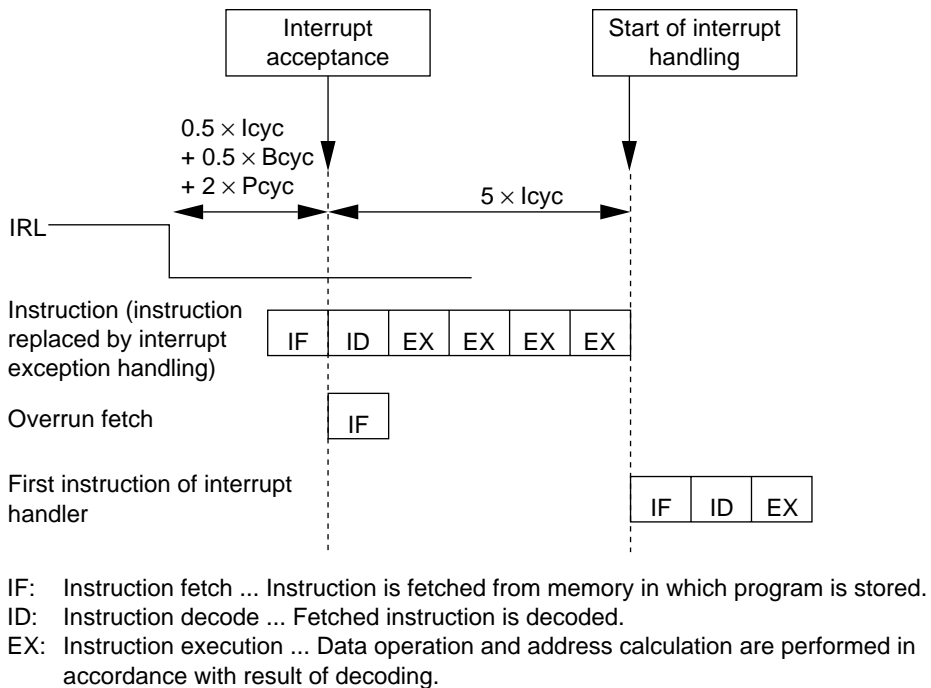 Interrupt
acceptance
Start of interrupt
handling
0.5 × Icyc
+ 0.5 × Bcyc
+ 2 × Pcyc
5 × Icyc
IRL
Instruction (instruction
replaced by interrupt
exception handling)
IF ID EX EX EX EX
Overrun fetch
IF
First instruction of interrupt
handler
IF ID EX
IF: Instruction fetch ... Instruction is fetched from memory in which program is stored.
ID: Instruction decode ... Fetched instruction is decoded.
EX: Instruction execution ... Data operation and address calculation are performed in
accordance with result of decoding.